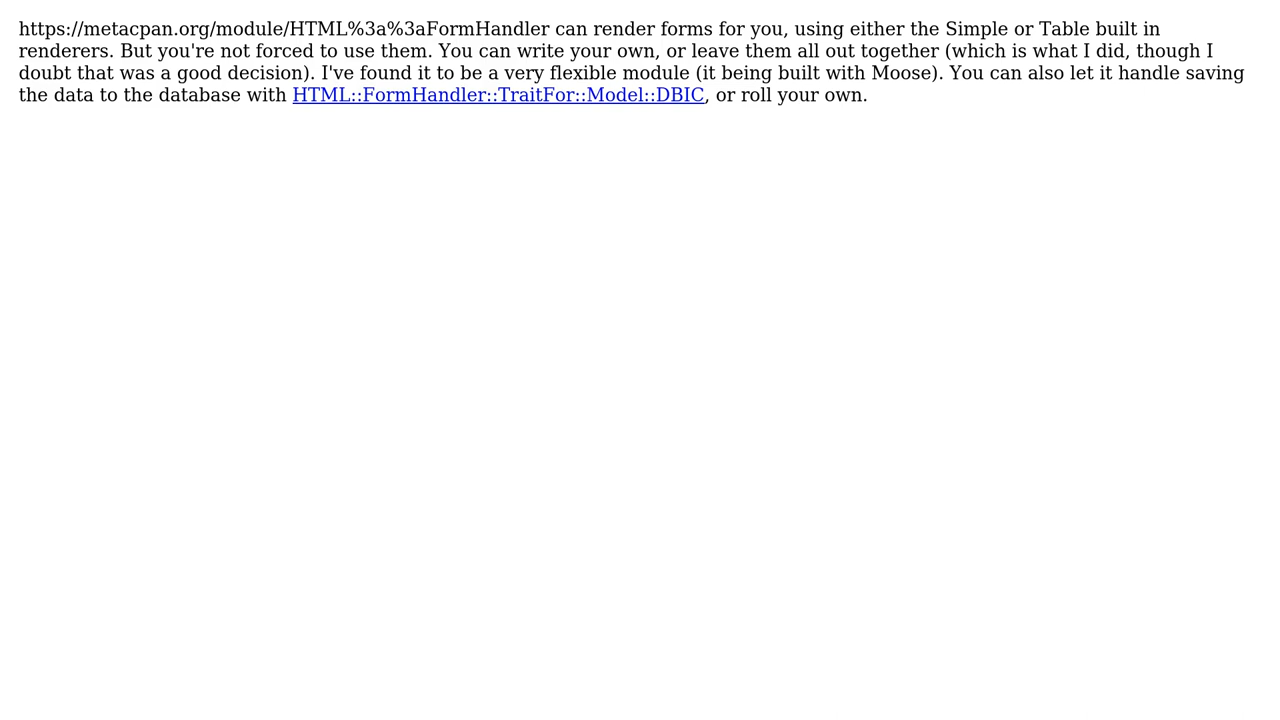 https://metacpan.org/module/HTML%3a%3aFormHandler can render forms for you, using either the Simple or Table built in
renderers. But you're not forced to use them. You can write your own, or leave them all out together (which is what I did, though I
doubt that was a good decision). I've found it to be a very flexible module (it being built with Moose). You can also let it handle saving
the data to the database with HTML::FormHandler::TraitFor::Model::DBIC, or roll your own.